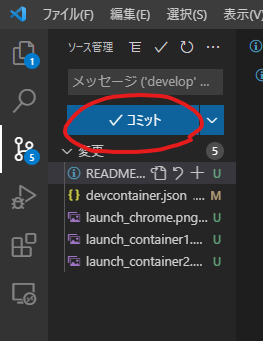 ファイル(F) 編集(E) 選択(S) 表示(V)
ソース管理
メッセージ ('develop' ...
コミット
変更 5
README... U
devcontainer.json .... M
launch_chrome.png... U
launch_container1.... U
launch_container2.... U
1
5